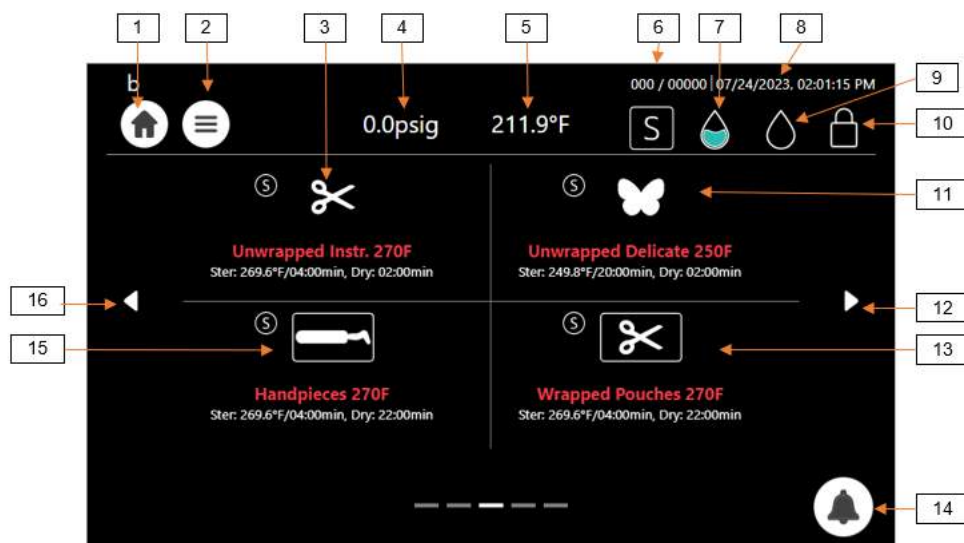 1 2 3 4 5 6 7 8
b
000 / 00000 | 07/24/2023, 02:01:15 PM
9
0.0psig 211.9°F S
10
S S
11
Unwrapped Instr. 270F Unwrapped Delicate 250F
Ster: 269.6°F/04:00min, Dry: 02:00min Ster: 249.8°F/20:00min, Dry: 02:00min
16 12
S S
15 13
Handpieces 270F Wrapped Pouches 270F
Ster: 269.6°F/04:00min, Dry: 22:00min Ster: 269.6°F/04:00min, Dry: 22:00min
14